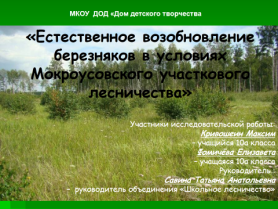 МКОУ ДОД «Дом детского творчества
«Естественное возобновление
березняков в условиях
Мокроусовского участкового
лесничества»
Участники исследовательской работы:
Кривошеин Максим
- учащийся 10а класса
Фомичёва Елизавета
- учащаяся 10а класса
Руководитель :
Савина Татьяна Анатольевна
- руководитель объединения «Школьное лесничество»